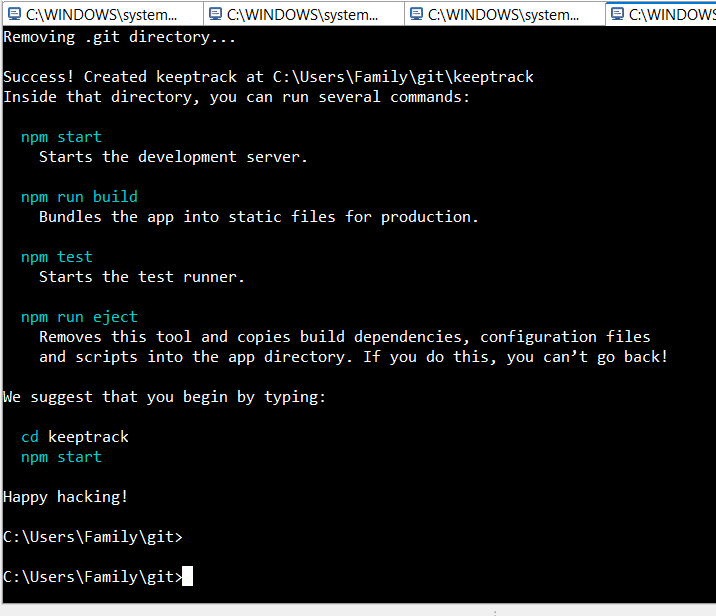 C:\WINDOWS\system...
C:\WINDOWS\system...
C:\WINDOWS\system...
C:\WINDOWS
Removing .git directory...
Success! Created keeptrack at C:\Users\Family\git\keeptrack
Inside that directory, you can run several commands:
npm start
Starts the development server.
npm run build
Bundles the app into static files for production.
npm test
Starts the test runner.
npm run eject
Removes this tool and copies build dependencies, configuration files
and scripts into the app directory. If you do this, you can’t go back!
We suggest that you begin by typing:
cd keeptrack
npm start
Happy hacking!
C:\Users\Family\git>
C:\Users\Family\git>